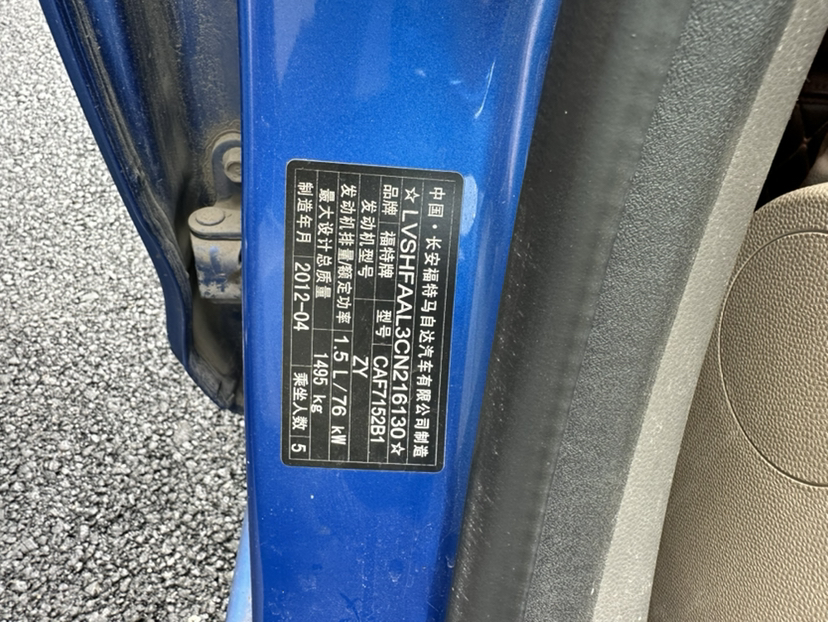 中国·长安福特马自达汽车有限公司制造
☆LVSHFAAL3CN216130☆
品牌 福特牌 型号 CAF7152B1
发动机型号 ZY
发动机排量/额定功率 1.5 L/76 kW
最大设计总质量 1495 kg
制造年月 2012-04 乘坐人数 5